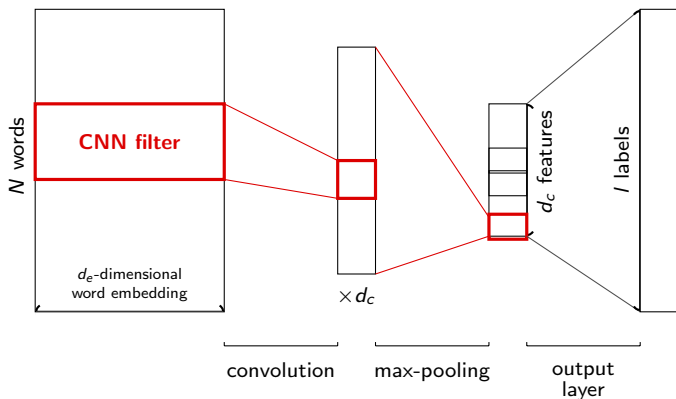 N words
CNN filter
d_e-dimensional
word embedding
× d_c
d_c features
l labels
convolution
max-pooling
output
layer